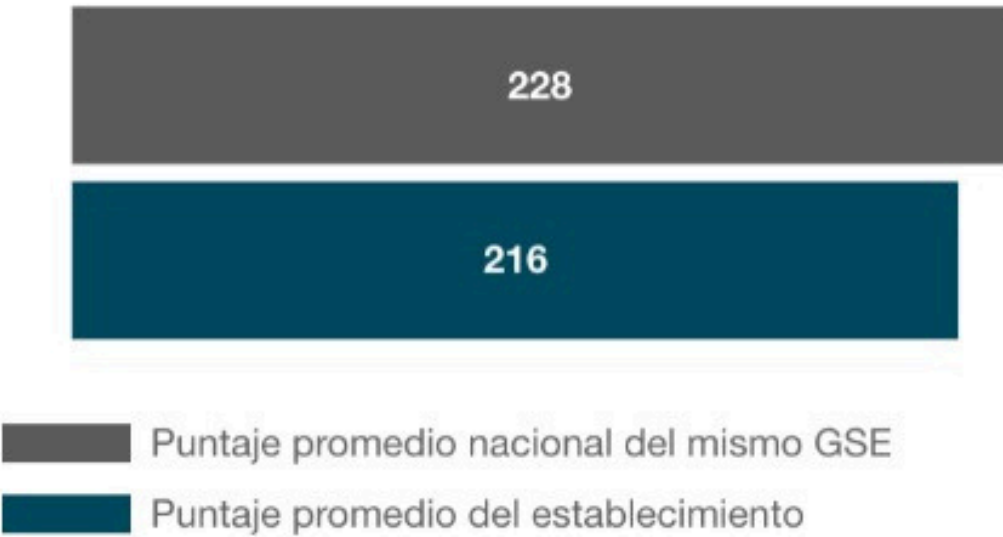 228
216
Puntaje promedio nacional del mismo GSE
Puntaje promedio del establecimiento